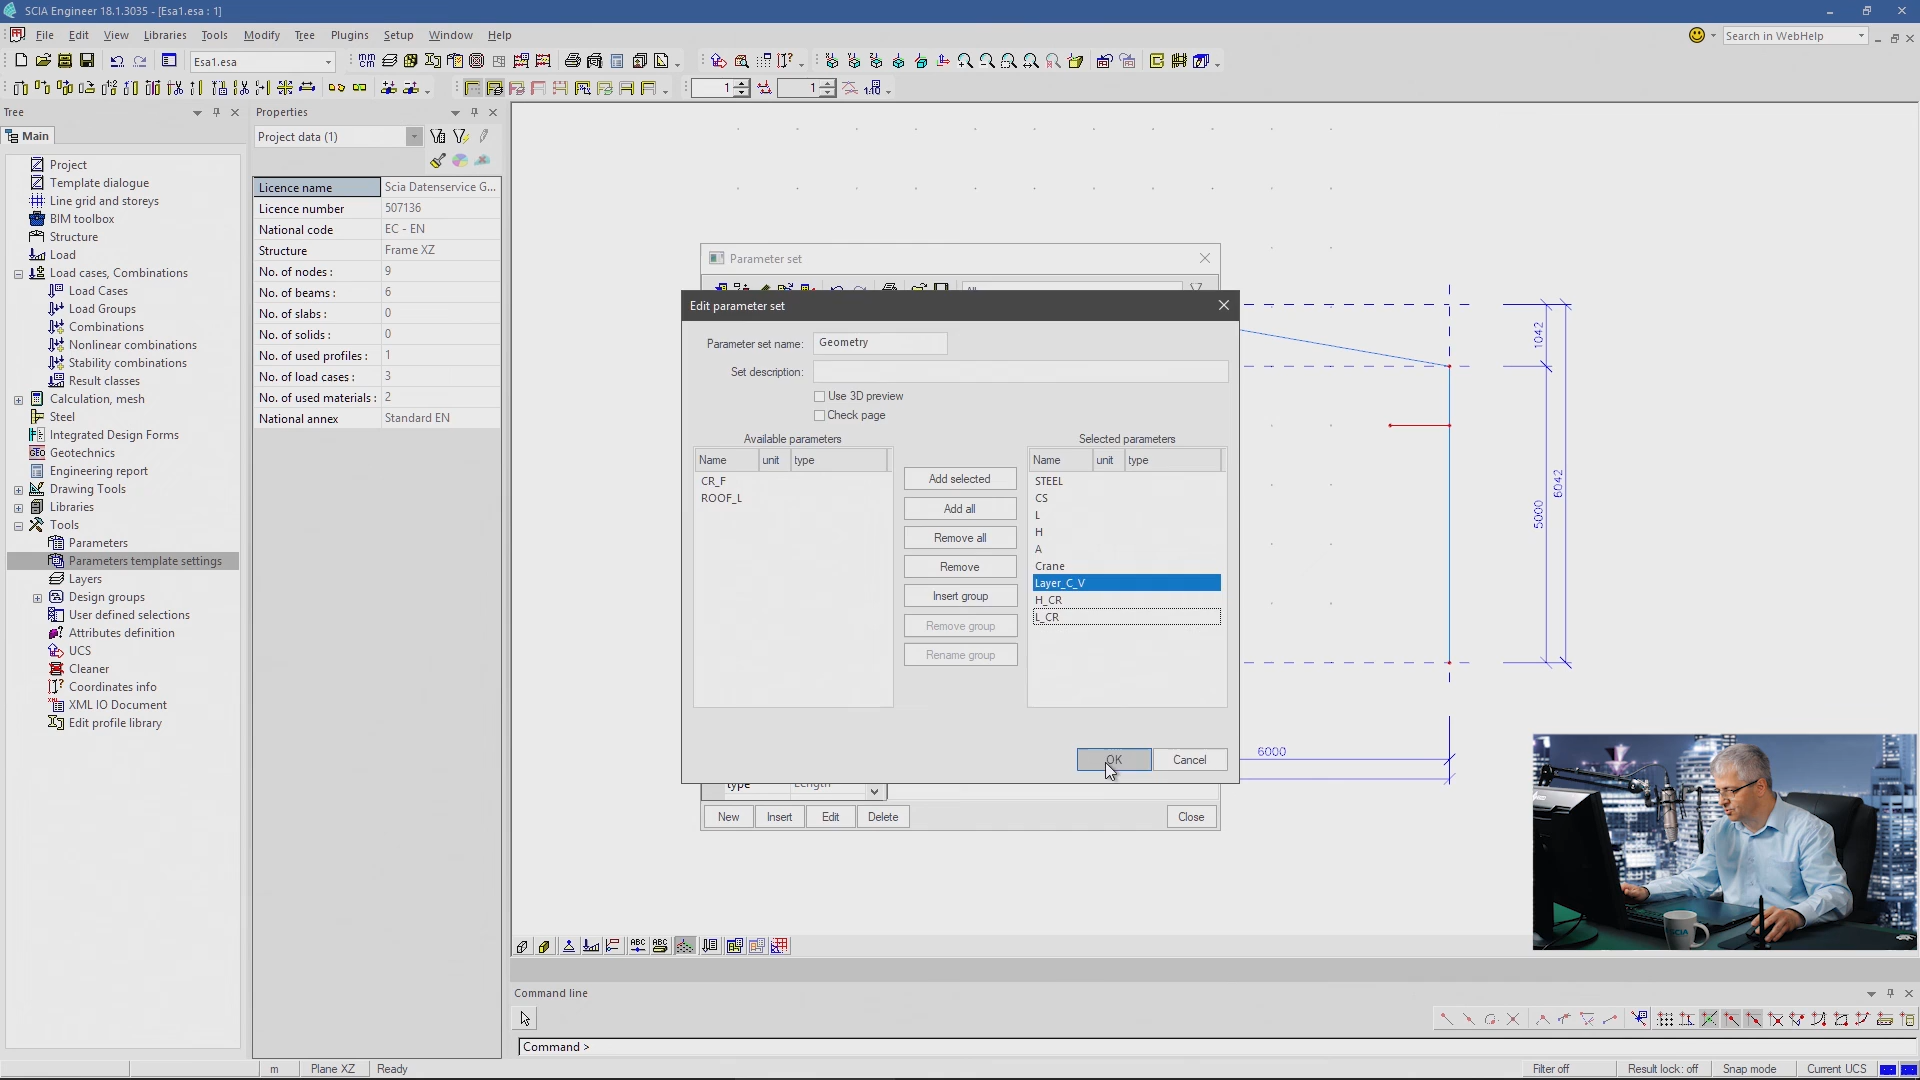 SCIA Engineer 18.1.3035 - [Esa1.esa : 1]
File Edit View Libraries Tools Modify Tree Plugins Setup Window Help
Search in WebHelp
Esa1.esa
1
1
Tree
Main
Project
Template dialogue
Line grid and storeys
BIM toolbox
Structure
Load
Load cases, Combinations
Load Cases
Load Groups
Combinations
Nonlinear combinations
Stability combinations
Result classes
Calculation, mesh
Steel
Integrated Design Forms
Geotechnics
Engineering report
Drawing Tools
Libraries
Tools
Parameters
Parameters template settings
Layers
Design groups
User defined selections
Attributes definition
UCS
Cleaner
Coordinates info
XML IO Document
Edit profile library
Properties
Project data (1)
Licence name Scia Datenservice G...
Licence number 507136
National code EC - EN
Structure Frame XZ
No. of nodes : 9
No. of beams : 6
No. of slabs : 0
No. of solids : 0
No. of used profiles : 1
No. of load cases : 3
No. of used materials : 2
National annex Standard EN
Parameter set
Edit parameter set
Parameter set name: Geometry
Set description:
Use 3D preview
Check page
Available parameters
Name unit type
CR_F
ROOF_L
Add selected
Add all
Remove all
Remove
Insert group
Remove group
Rename group
Selected parameters
Name unit type
STEEL
CS
L
H
A
Crane
Layer_C_V
H_CR
L_CR
OK Cancel
type Length
New Insert Edit Delete Close
1042
5000
6042
6000
SCIA
Command line
Command >
m Plane XZ Ready Filter off Result lock: off Snap mode Current UCS